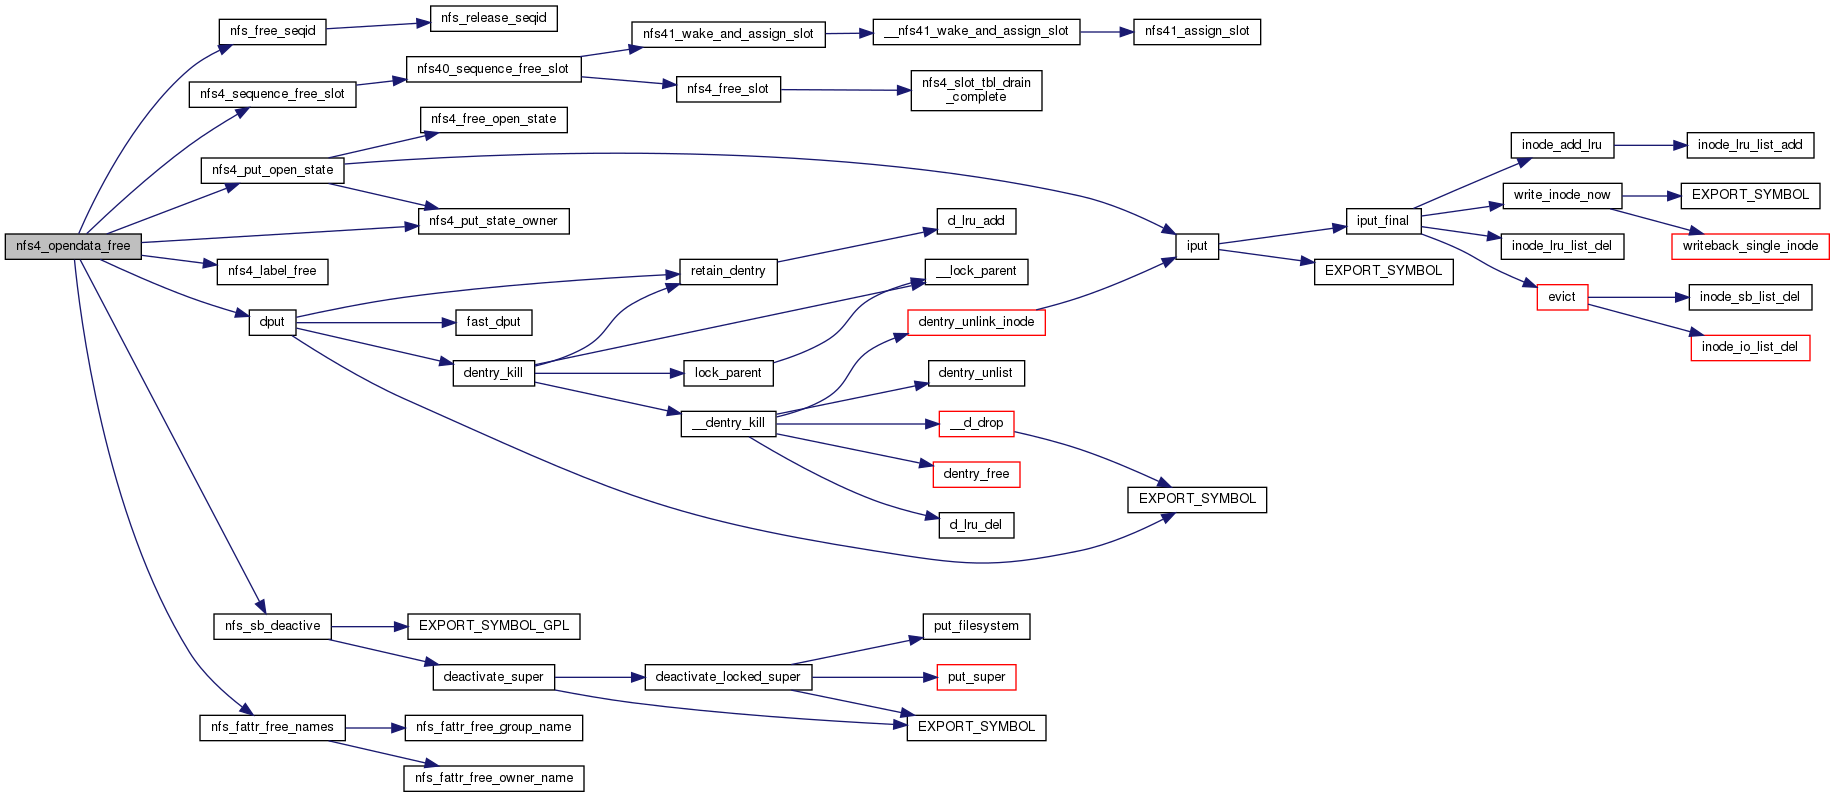 nfs_free_seqid
nfs_release_seqid
nfs4_sequence_free_slot
nfs40_sequence_free_slot
nfs41_wake_and_assign_slot
__nfs41_wake_and_assign_slot
nfs41_assign_slot
nfs4_free_slot
nfs4_slot_tbl_drain
_complete
nfs4_free_open_state
nfs4_put_open_state
nfs4_put_state_owner
nfs4_opendata_free
nfs4_label_free
dput
retain_dentry
d_lru_add
fast_dput
dentry_kill
__lock_parent
lock_parent
dentry_unlink_inode
dentry_unlist
__dentry_kill
__d_drop
dentry_free
d_lru_del
EXPORT_SYMBOL
iput
iput_final
EXPORT_SYMBOL
inode_add_lru
inode_lru_list_add
write_inode_now
EXPORT_SYMBOL
writeback_single_inode
inode_lru_list_del
evict
inode_sb_list_del
inode_io_list_del
nfs_sb_deactive
EXPORT_SYMBOL_GPL
deactivate_super
deactivate_locked_super
put_filesystem
put_super
EXPORT_SYMBOL
nfs_fattr_free_names
nfs_fattr_free_group_name
nfs_fattr_free_owner_name